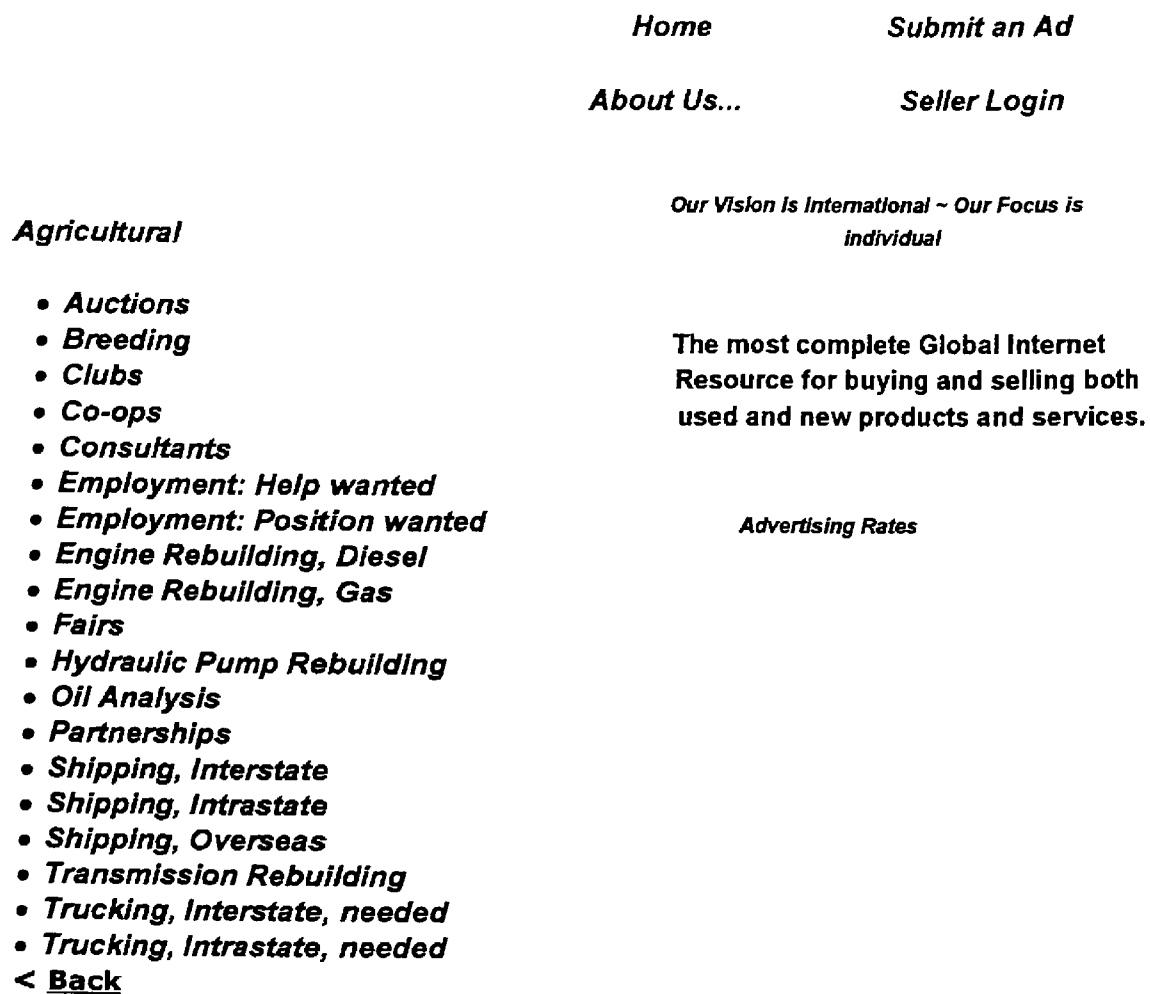 Home Submit an Ad
About Us... Seller Login
Our Vision is International ~ Our Focus is
individual
Agricultural
• Auctions
• Breeding
• Clubs
• Co-ops
• Consultants
• Employment: Help wanted
• Employment: Position wanted
• Engine Rebuilding, Diesel
• Engine Rebuilding, Gas
• Fairs
• Hydraulic Pump Rebuilding
• Oil Analysis
• Partnerships
• Shipping, Interstate
• Shipping, Intrastate
• Shipping, Overseas
• Transmission Rebuilding
• Trucking, Interstate, needed
• Trucking, Intrastate, needed
< Back
The most complete Global Internet
Resource for buying and selling both
used and new products and services.
Advertising Rates